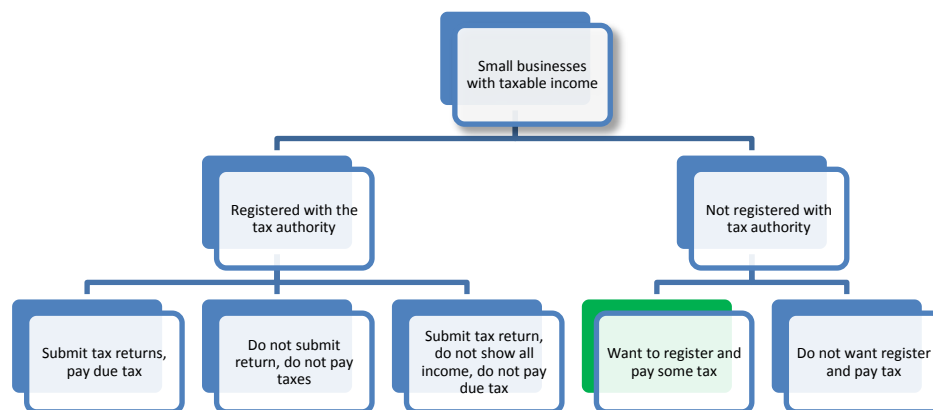 Small businesses
with taxable income
Registered with the
tax authority
Not registered with
tax authority
Submit tax returns,
pay due tax
Do not submit
return, do not pay
taxes
Submit tax return,
do not show all
income, do not pay
due tax
Want to register and
pay some tax
Do not want register
and pay tax